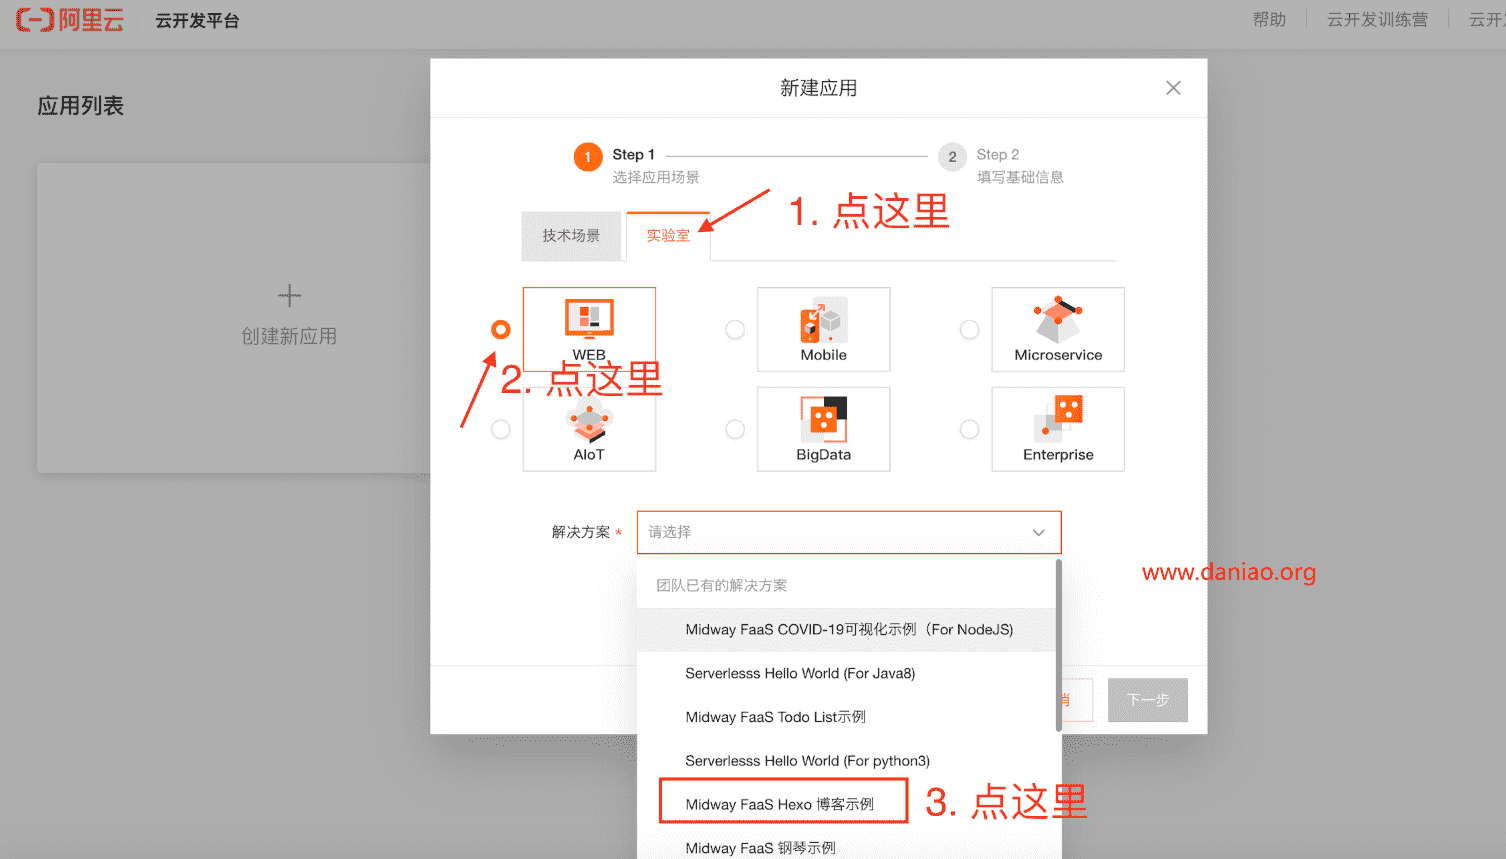 阿里云
云开发平台
帮助
云开发训练营
云开
应用列表
创建新应用
新建应用
1
Step 1
选择应用场景
2
Step 2
填写基础信息
技术场景
实验室
1. 点这里
WEB
Mobile
Microservice
2. 点这里
AIoT
BigData
Enterprise
解决方案 *
请选择
www.daniao.org
团队已有的解决方案
Midway FaaS COVID-19可视化示例（For NodeJS)
Serverlesss Hello World (For Java8)
Midway FaaS Todo List示例
Serverlesss Hello World (For python3)
Midway FaaS Hexo 博客示例
3. 点这里
Midway FaaS 钢琴示例
下一步